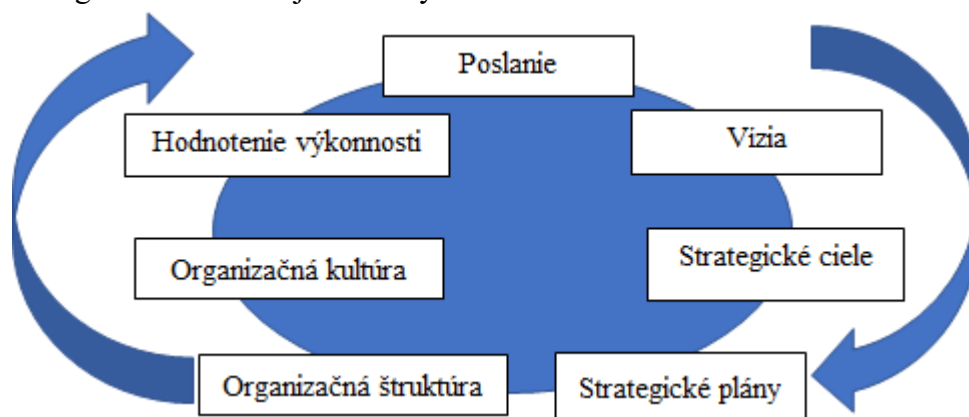 Poslanie
Hodnotenie výkonnosti
Vízia
Organizačná kultúra
Strategické ciele
Organizačná štruktúra
Strategické plány